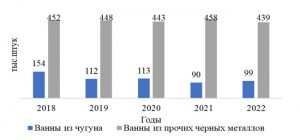 452 448 443 458 439
154 112 113 90 99
тыс.штук
2018 2019 2020 2021 2022
Годы
Ванны из чугуна Ванны из прочих черных металлов